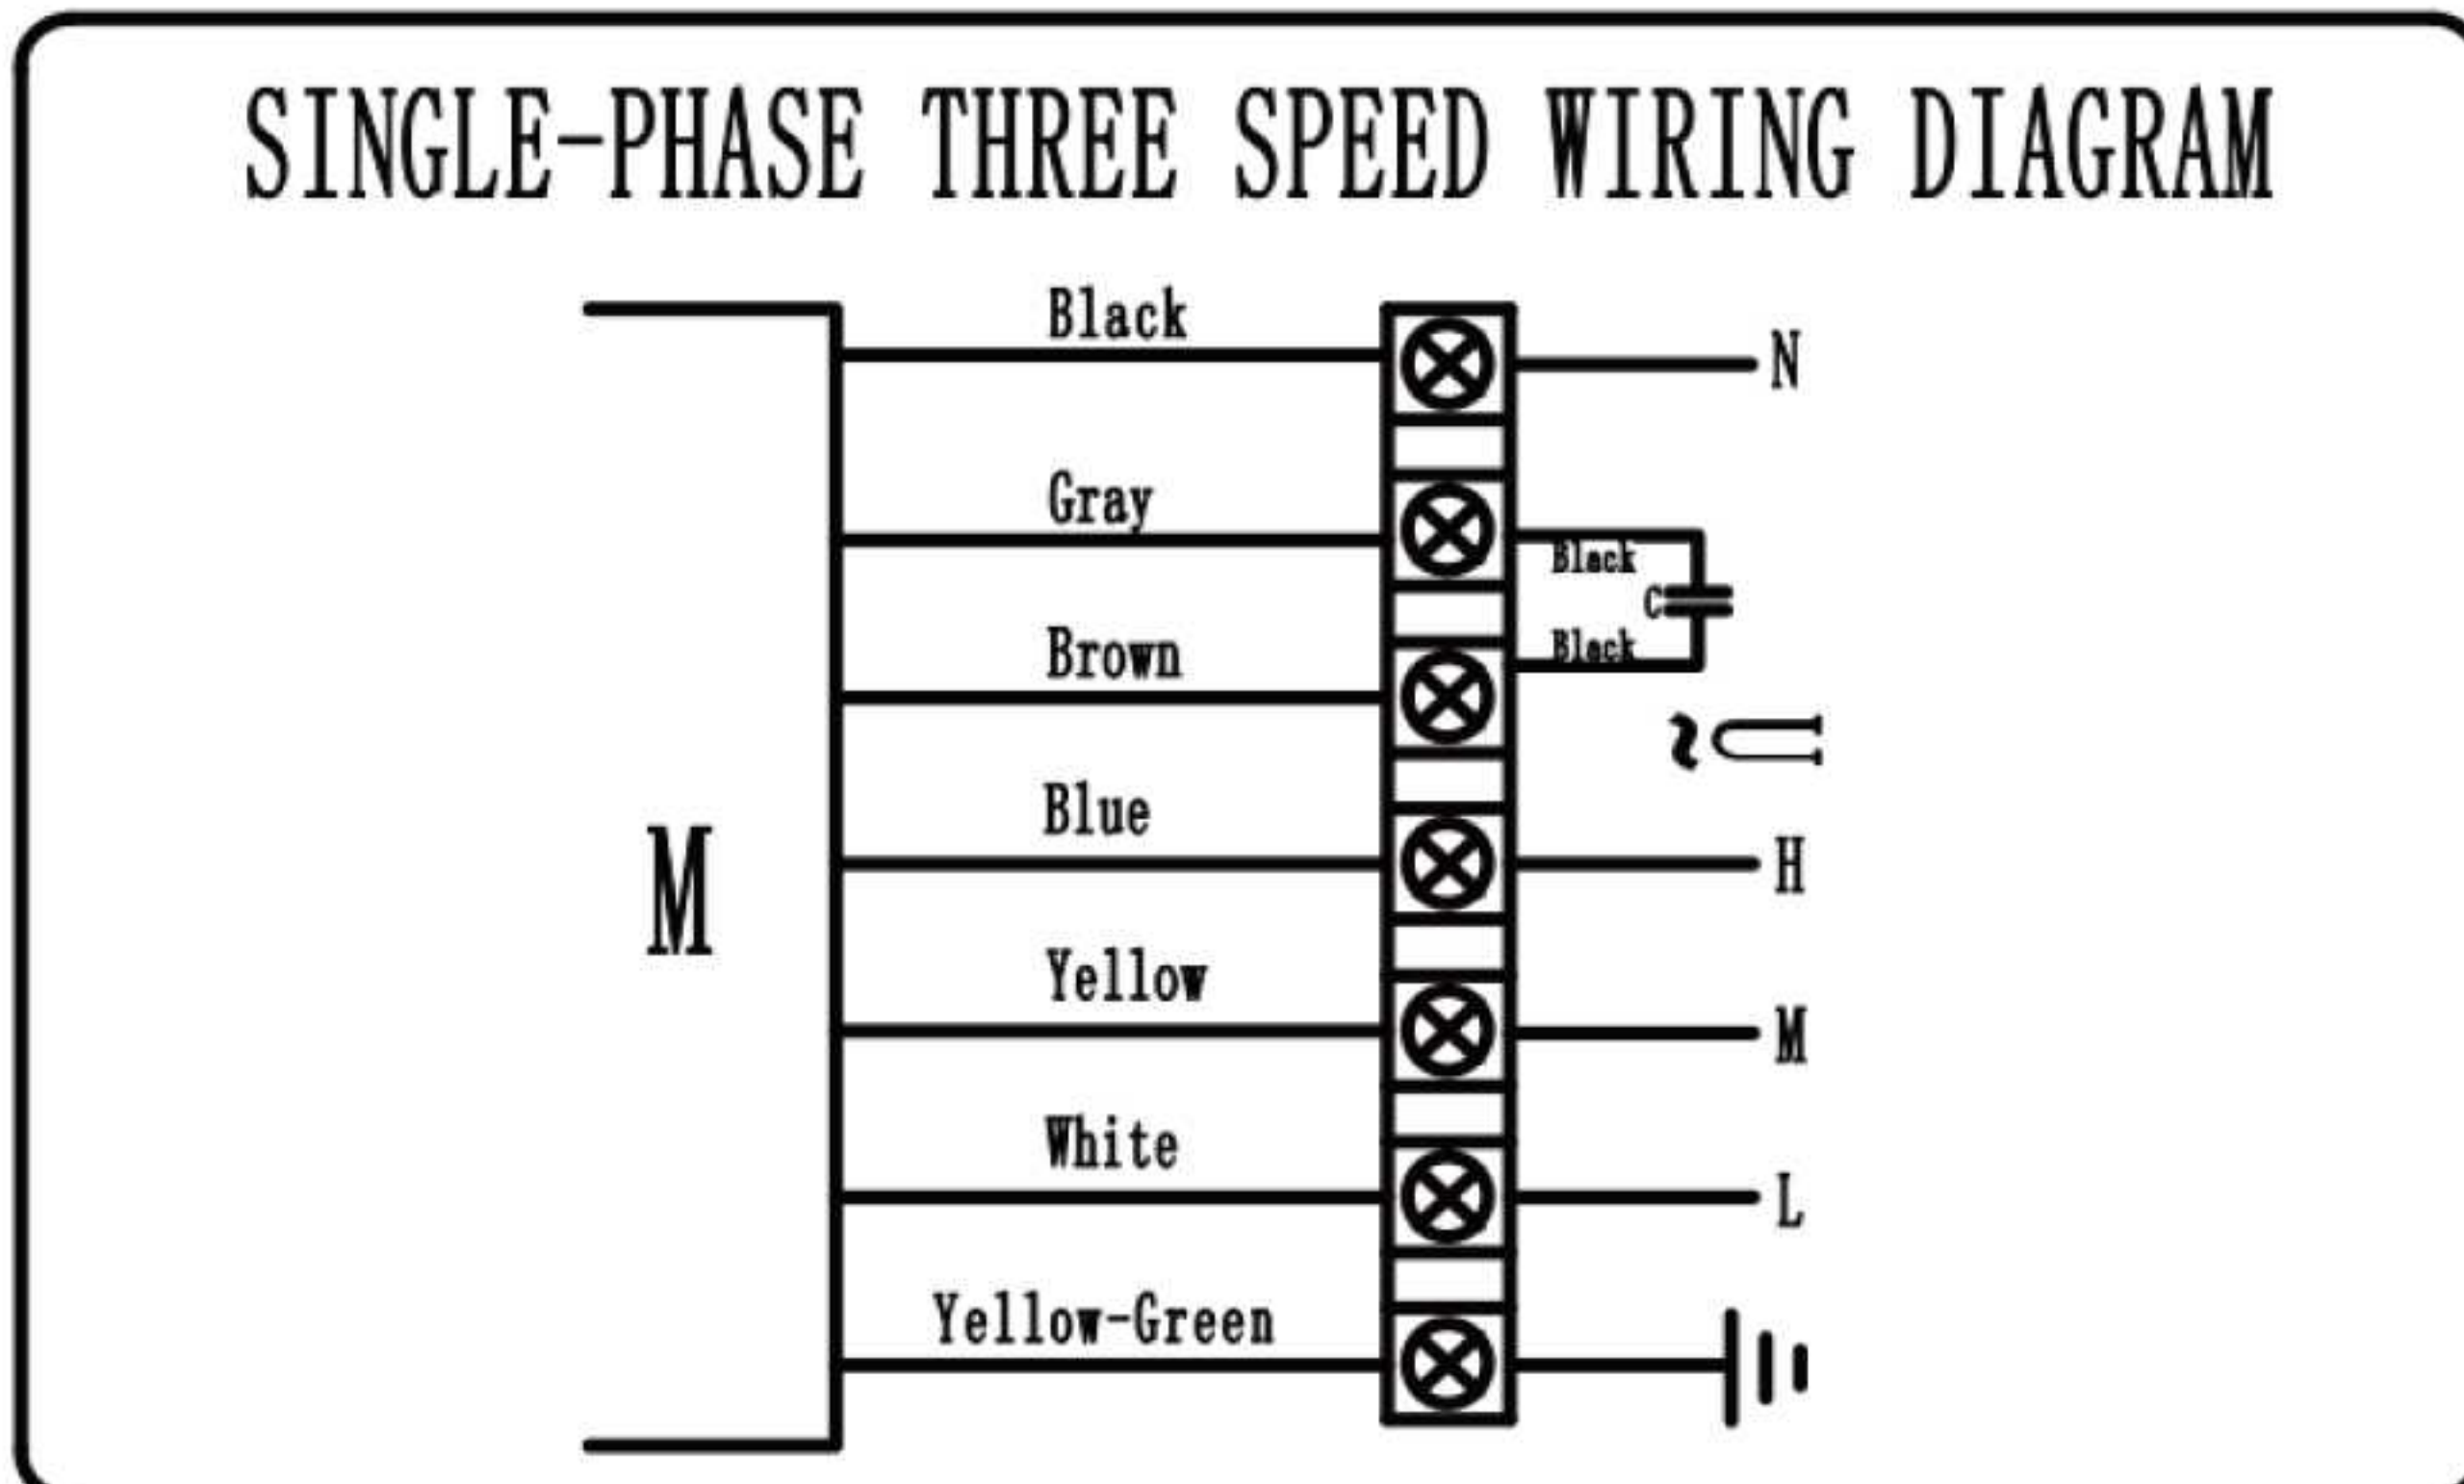 SINGLE-PHASE THREE SPEED WIRING DIAGRAM
Black
N
Gray
Black
C
Brown
Black
~
Blue
H
M
Yellow
M
White
L
Yellow-Green